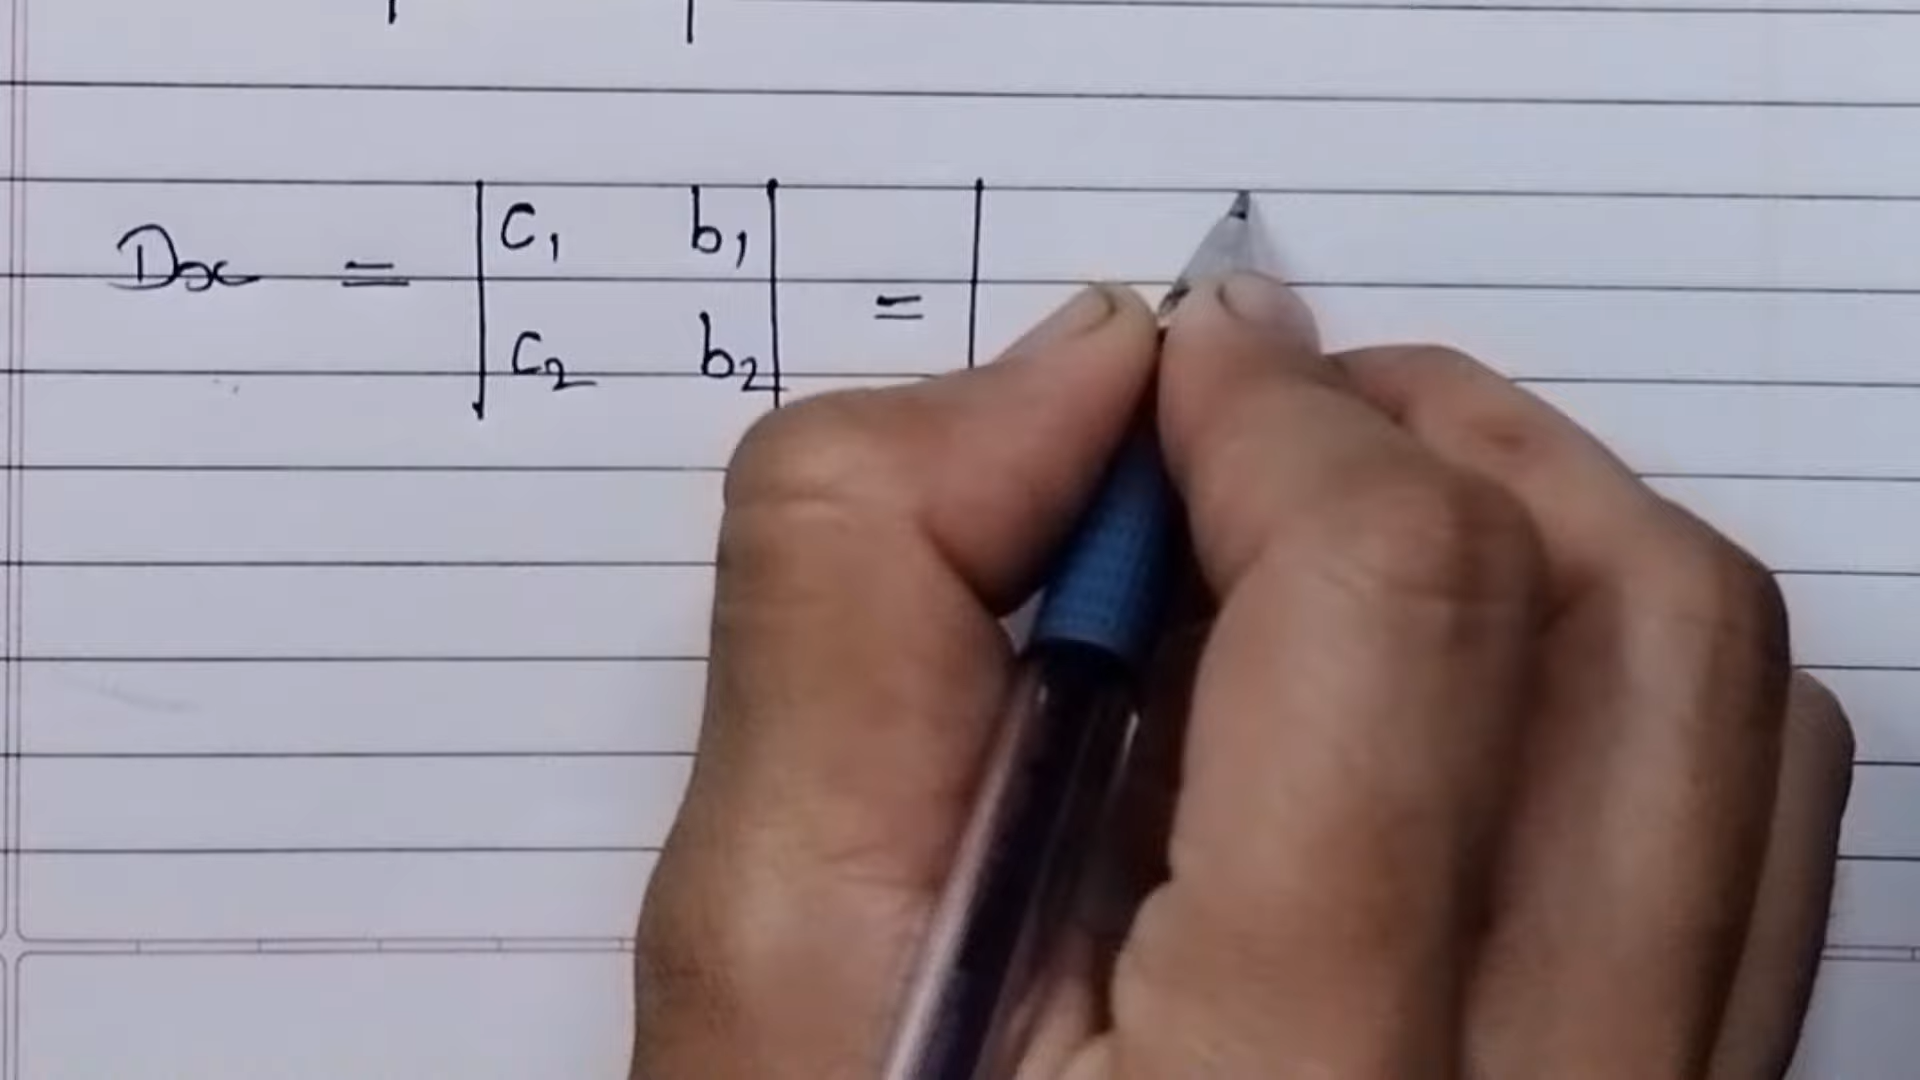 Dx = | c₁ b₁ | = |
| c₂ b₂ |